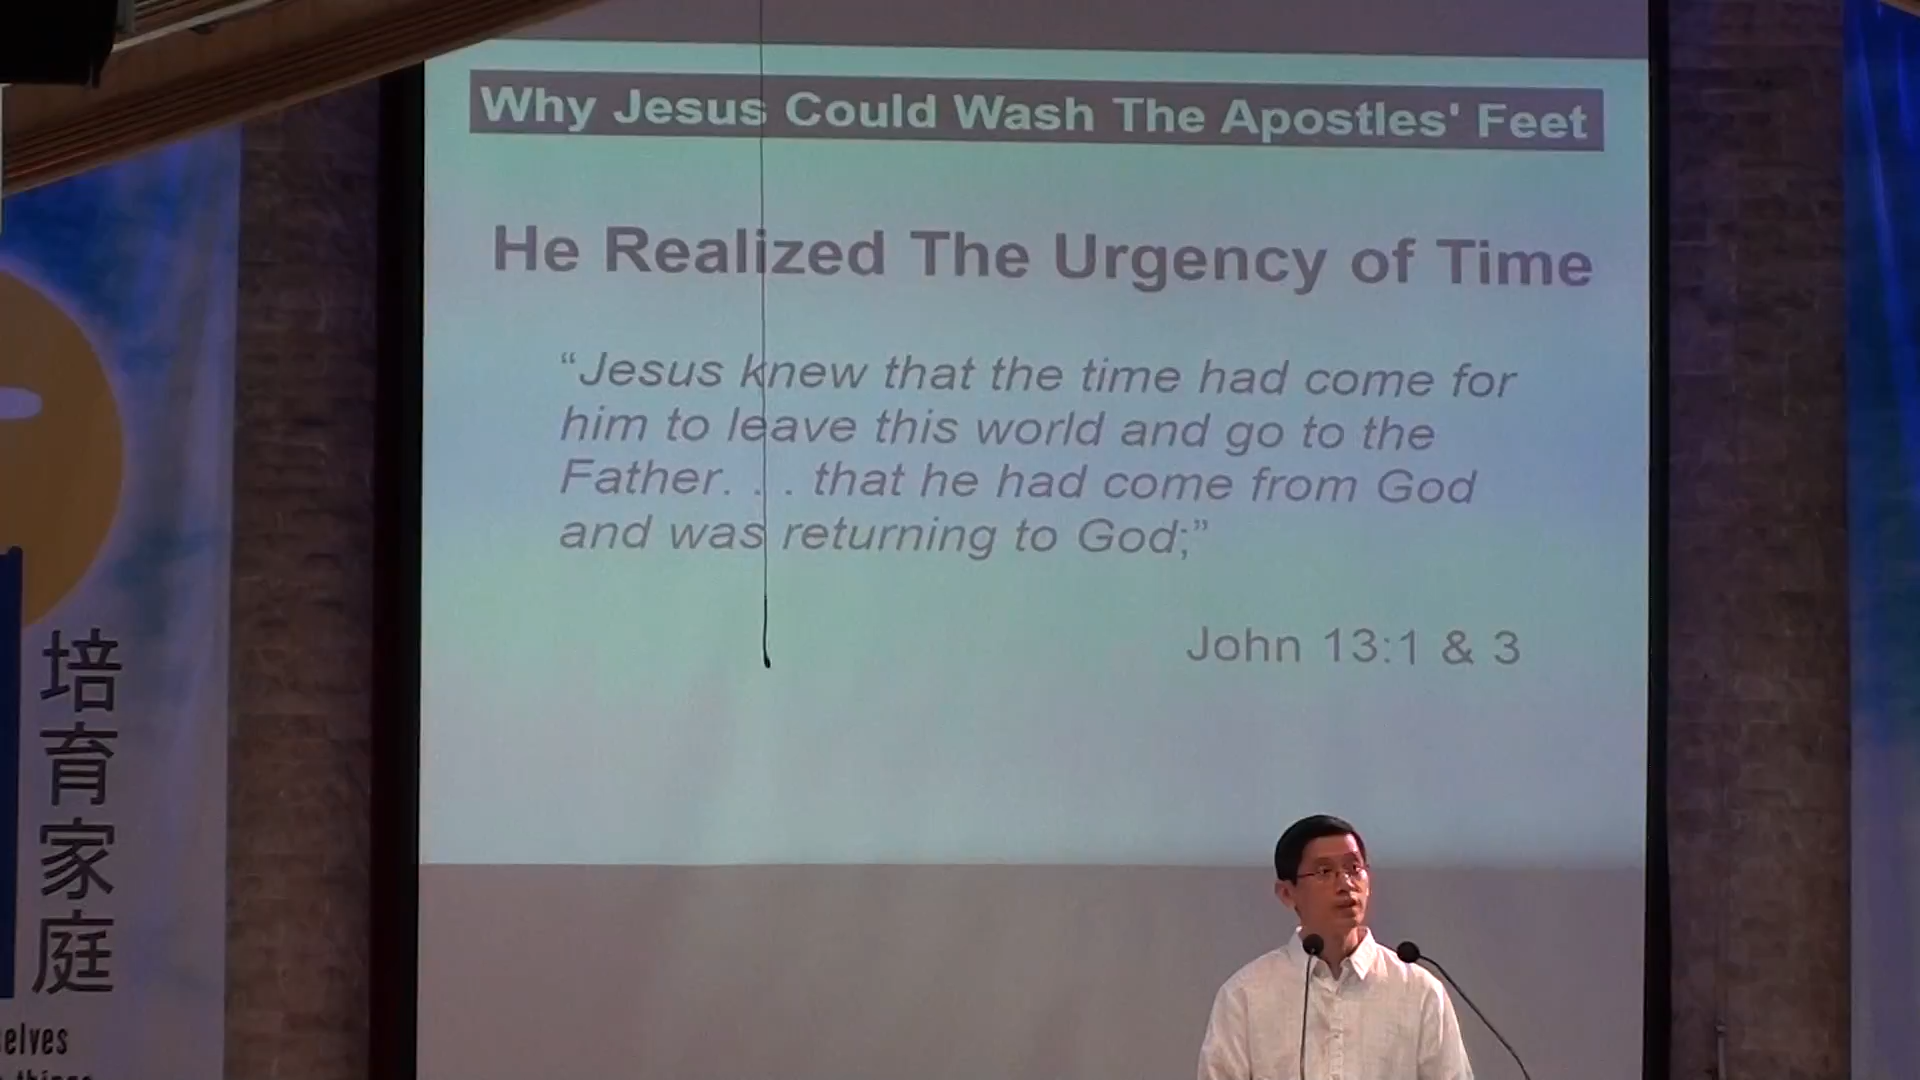 Why Jesus Could Wash The Apostles' Feet
He Realized The Urgency of Time
“Jesus knew that the time had come for
him to leave this world and go to the
Father. . . that he had come from God
and was returning to God;”
John 13:1 & 3
培育家庭
elves